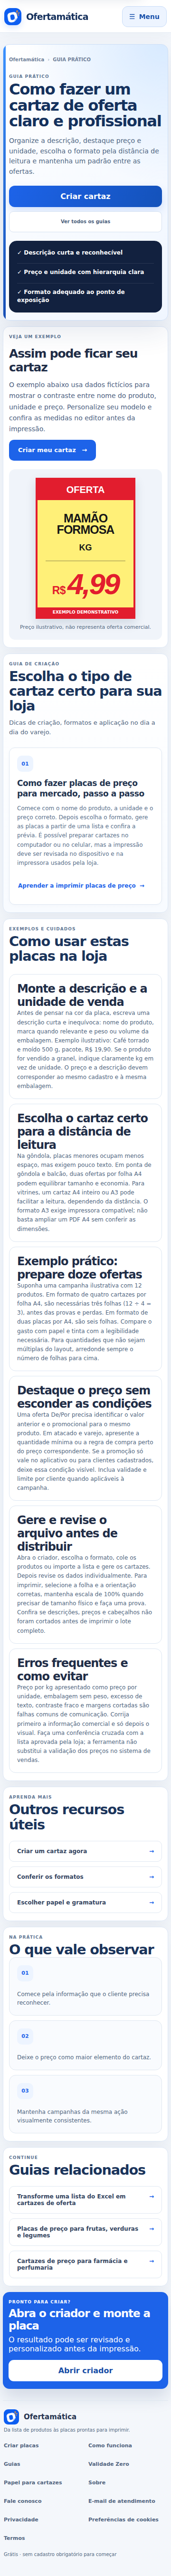 Ofertamática
☰ Menu
Ofertamática · GUIA PRÁTICO
GUIA PRÁTICO
Como fazer um
cartaz de oferta
claro e profissional
Organize a descrição, destaque preço e
unidade, escolha o formato pela distância de
leitura e mantenha um padrão entre as
ofertas.
Criar cartaz
Ver todos os guias
✓ Descrição curta e reconhecível
✓ Preço e unidade com hierarquia clara
✓ Formato adequado ao ponto de
exposição
VEJA UM EXEMPLO
Assim pode ficar seu
cartaz
O exemplo abaixo usa dados fictícios para
mostrar o contraste entre nome do produto,
unidade e preço. Personalize seu modelo e
confira as medidas no editor antes da
impressão.
Criar meu cartaz →
OFERTA
MAMÃO
FORMOSA
KG
R$4,99
EXEMPLO DEMONSTRATIVO
Preço ilustrativo, não representa oferta comercial.
GUIA DE CRIAÇÃO
Escolha o tipo de
cartaz certo para sua
loja
Dicas de criação, formatos e aplicação no dia a
dia do varejo.
01
Como fazer placas de preço
para mercado, passo a passo
Comece com o nome do produto, a unidade e o
preço correto. Depois escolha o formato, gere
as placas a partir de uma lista e confira a
prévia. É possível preparar cartazes no
computador ou no celular, mas a impressão
deve ser revisada no dispositivo e na
impressora usados pela loja.
Aprender a imprimir placas de preço →
EXEMPLOS E CUIDADOS
Como usar estas
placas na loja
Monte a descrição e a
unidade de venda
Antes de pensar na cor da placa, escreva uma
descrição curta e inequívoca: nome do produto,
marca quando relevante e peso ou volume da
embalagem. Exemplo ilustrativo: Café torrado
e moído 500 g, pacote, R$ 19,90. Se o produto
for vendido a granel, indique claramente kg em
vez de unidade. O preço e a descrição devem
corresponder ao mesmo cadastro e à mesma
embalagem.
Escolha o cartaz certo
para a distância de
leitura
Na gôndola, placas menores ocupam menos
espaço, mas exigem pouco texto. Em ponta de
gôndola e balcão, duas ofertas por folha A4
podem equilibrar tamanho e economia. Para
vitrines, um cartaz A4 inteiro ou A3 pode
facilitar a leitura, dependendo da distância. O
formato A3 exige impressora compatível; não
basta ampliar um PDF A4 sem conferir as
dimensões.
Exemplo prático:
prepare doze ofertas
Suponha uma campanha ilustrativa com 12
produtos. Em formato de quatro cartazes por
folha A4, são necessárias três folhas (12 ÷ 4 =
3), antes das provas e perdas. Em formato de
duas placas por A4, são seis folhas. Compare o
gasto com papel e tinta com a legibilidade
necessária. Para quantidades que não sejam
múltiplas do layout, arredonde sempre o
número de folhas para cima.
Destaque o preço sem
esconder as condições
Uma oferta De/Por precisa identificar o valor
anterior e o promocional para o mesmo
produto. Em atacado e varejo, apresente a
quantidade mínima ou a regra de compra perto
do preço correspondente. Se a promoção só
vale no aplicativo ou para clientes cadastrados,
deixe essa condição visível. Inclua validade e
limite por cliente quando aplicáveis à
campanha.
Gere e revise o
arquivo antes de
distribuir
Abra o criador, escolha o formato, cole os
produtos ou importe a lista e gere os cartazes.
Depois revise os dados individualmente. Para
imprimir, selecione a folha e a orientação
corretas, mantenha escala de 100% quando
precisar de tamanho físico e faça uma prova.
Confira se descrições, preços e cabeçalhos não
foram cortados antes de imprimir o lote
completo.
Erros frequentes e
como evitar
Preço por kg apresentado como preço por
unidade, embalagem sem peso, excesso de
texto, contraste fraco e margens cortadas são
falhas comuns de comunicação. Corrija
primeiro a informação comercial e só depois o
visual. Faça uma conferência cruzada com a
lista aprovada pela loja; a ferramenta não
substitui a validação dos preços no sistema de
vendas.
APRENDA MAIS
Outros recursos
úteis
Criar um cartaz agora →
Conferir os formatos →
Escolher papel e gramatura →
NA PRÁTICA
O que vale observar
01
Comece pela informação que o cliente precisa
reconhecer.
02
Deixe o preço como maior elemento do cartaz.
03
Mantenha campanhas da mesma ação
visualmente consistentes.
CONTINUE
Guias relacionados
Transforme uma lista do Excel em →
cartazes de oferta
Placas de preço para frutas, verduras →
e legumes
Cartazes de preço para farmácia e →
perfumaria
PRONTO PARA CRIAR?
Abra o criador e monte a
placa
O resultado pode ser revisado e
personalizado antes da impressão.
Abrir criador
Ofertamática
Da lista de produtos às placas prontas para imprimir.
Criar placas Como funciona
Guias Validade Zero
Papel para cartazes Sobre
Fale conosco E-mail de atendimento
Privacidade Preferências de cookies
Termos
Grátis · sem cadastro obrigatório para começar